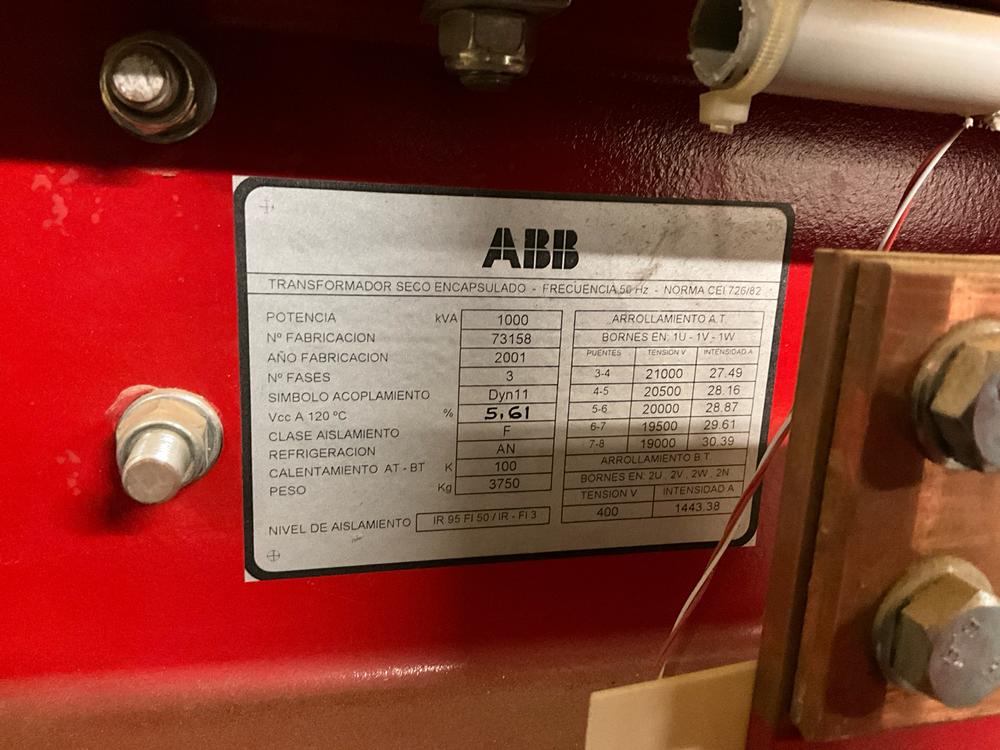 ABB
TRANSFORMADOR SECO ENCAPSULADO - FRECUENCIA 50 Hz - NORMA CEI 726/82
POTENCIA kVA 1000
Nº FABRICACION 73158
AÑO FABRICACION 2001
Nº FASES 3
SIMBOLO ACOPLAMIENTO Dyn11
Vcc A 120 ºC % 5,61
CLASE AISLAMIENTO F
REFRIGERACION AN
CALENTAMIENTO AT - BT K 100
PESO Kg 3750
NIVEL DE AISLAMIENTO IR 95 FI 50 / IR - FI 3
ARROLLAMIENTO A.T.
BORNES EN: 1U - 1V - 1W
PUENTES TENSION V INTENSIDAD A
3-4 21000 27.49
4-5 20500 28.16
5-6 20000 28.87
6-7 19500 29.61
7-8 19000 30.39
ARROLLAMIENTO B.T.
BORNES EN: 2U , 2V , 2W , 2N
TENSION V INTENSIDAD A
400 1443.38